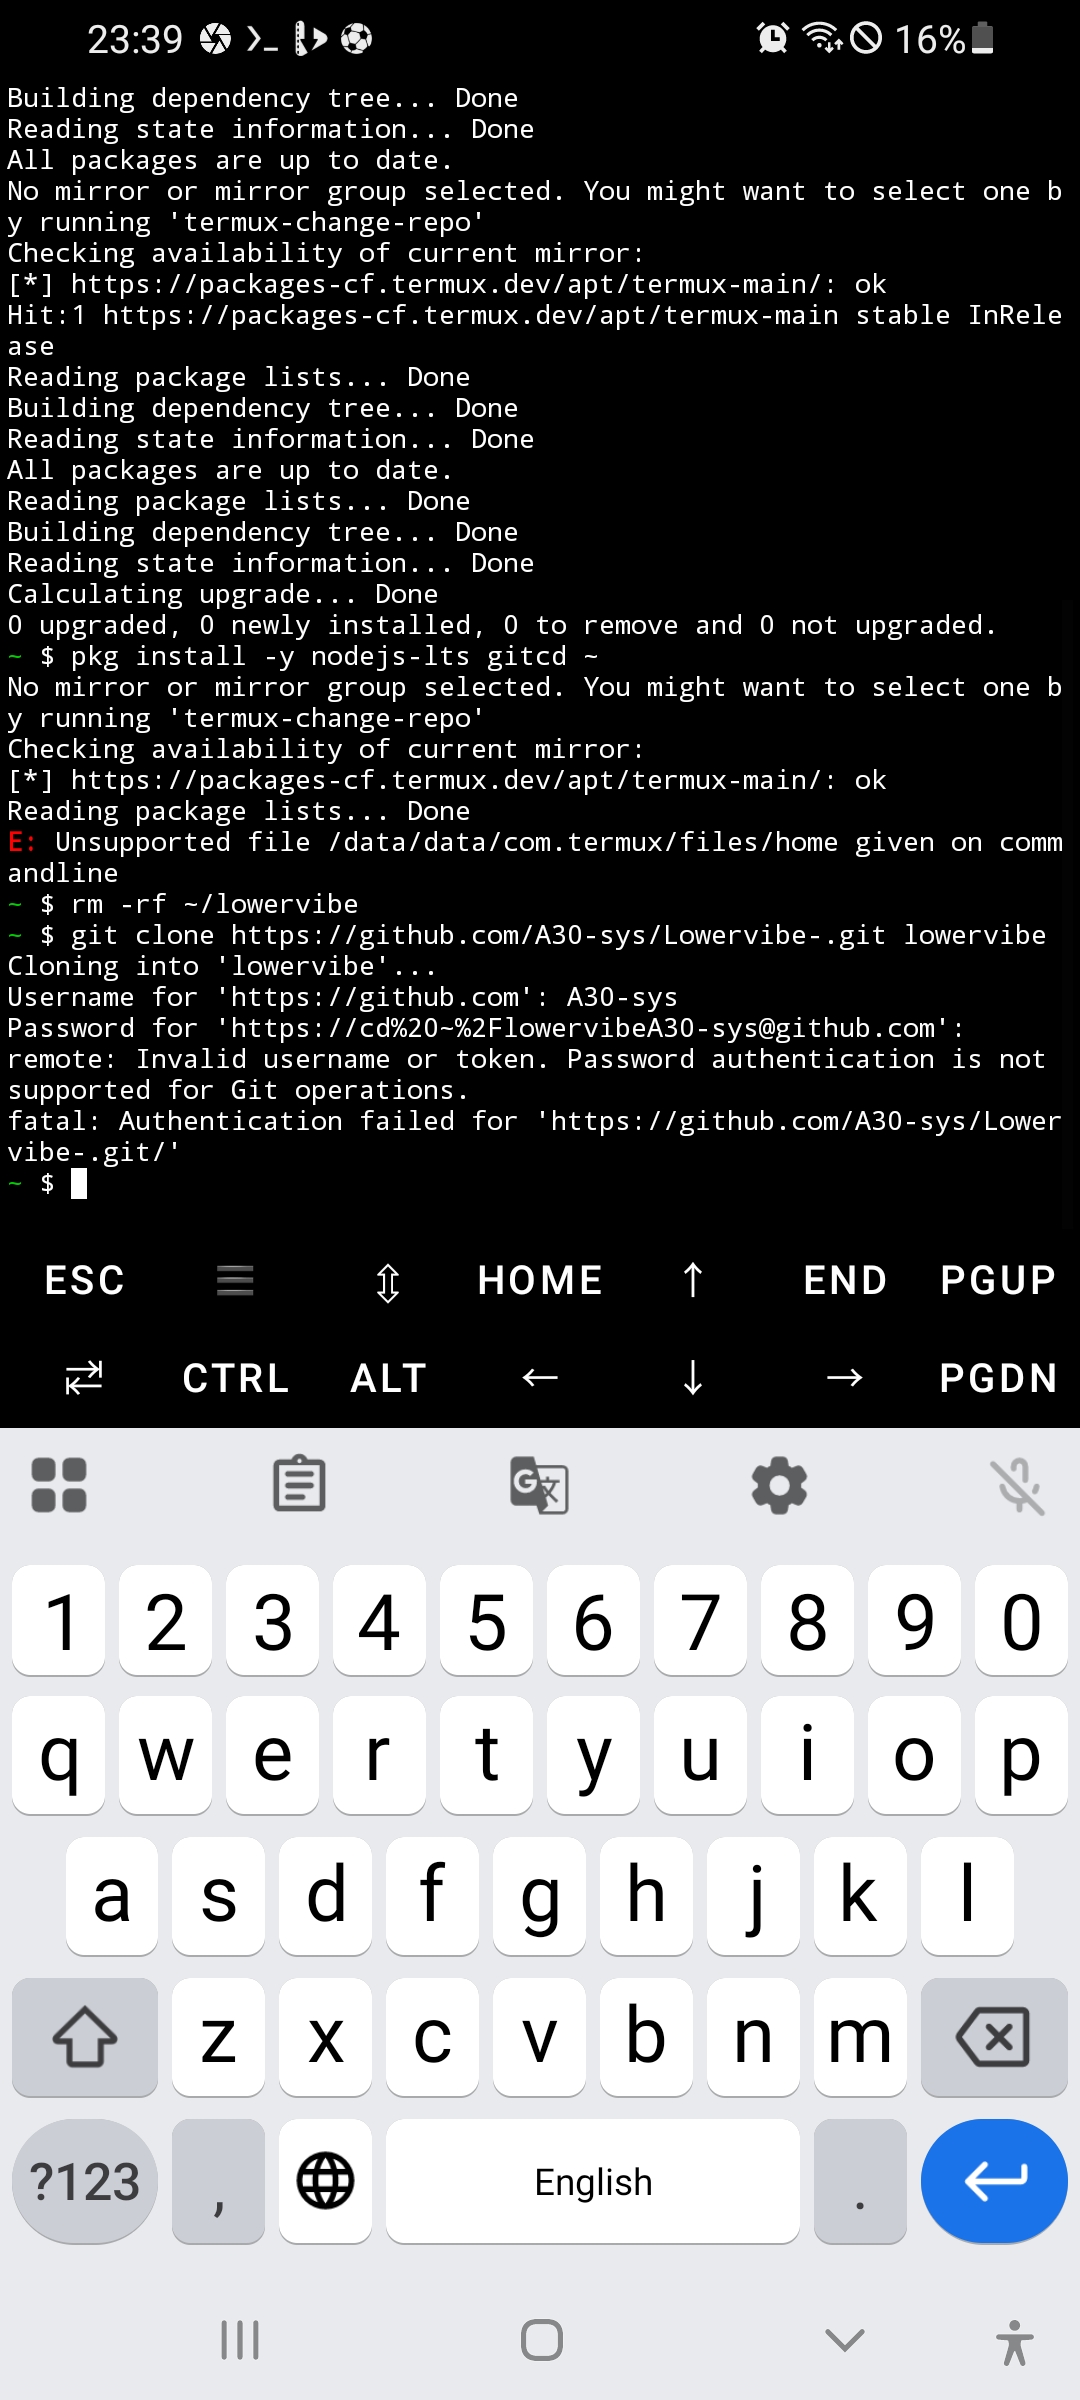 23:39
16%
Building dependency tree... Done
Reading state information... Done
All packages are up to date.
No mirror or mirror group selected. You might want to select one b
y running 'termux-change-repo'
Checking availability of current mirror:
[*] https://packages-cf.termux.dev/apt/termux-main/: ok
Hit:1 https://packages-cf.termux.dev/apt/termux-main stable InRele
ase
Reading package lists... Done
Building dependency tree... Done
Reading state information... Done
All packages are up to date.
Reading package lists... Done
Building dependency tree... Done
Reading state information... Done
Calculating upgrade... Done
0 upgraded, 0 newly installed, 0 to remove and 0 not upgraded.
~ $ pkg install -y nodejs-lts gitcd ~
No mirror or mirror group selected. You might want to select one b
y running 'termux-change-repo'
Checking availability of current mirror:
[*] https://packages-cf.termux.dev/apt/termux-main/: ok
Reading package lists... Done
E: Unsupported file /data/data/com.termux/files/home given on comm
andline
~ $ rm -rf ~/lowervibe
~ $ git clone https://github.com/A30-sys/Lowervibe-.git lowervibe
Cloning into 'lowervibe'...
Username for 'https://github.com': A30-sys
Password for 'https://cd%20~%2FlowervibeA30-sys@github.com':
remote: Invalid username or token. Password authentication is not
supported for Git operations.
fatal: Authentication failed for 'https://github.com/A30-sys/Lower
vibe-.git/'
~ $
ESC HOME ↑ END PGUP
CTRL ALT ← ↓ → PGDN
1 2 3 4 5 6 7 8 9 0
q w e r t y u i o p
a s d f g h j k l
z x c v b n m
?123 , English .